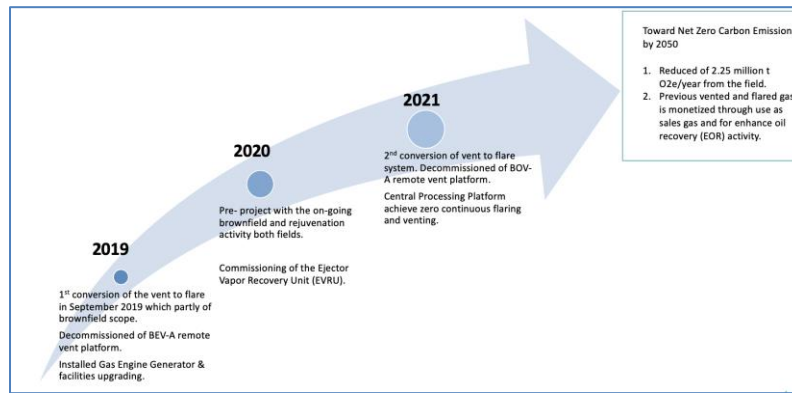 2019
1st conversion of the vent to flare
in September 2019 which partly of
brownfield scope.
Decommissioned of BEV-A remote
vent platform.
Installed Gas Engine Generator &
facilities upgrading.
2020
Pre- project with the on-going
brownfield and rejuvenation
activity both fields.
Commissioning of the Ejector
Vapor Recovery Unit (EVRU).
2021
2nd conversion of vent to flare
system. Decommissioned of BOV-
A remote vent platform.
Central Processing Platform
achieve zero continuous flaring
and venting.
Toward Net Zero Carbon Emission
by 2050
1. Reduced of 2.25 million t
O2e/year from the field.
2. Previous vented and flared gas
is monetized through use as
sales gas and for enhance oil
recovery (EOR) activity.